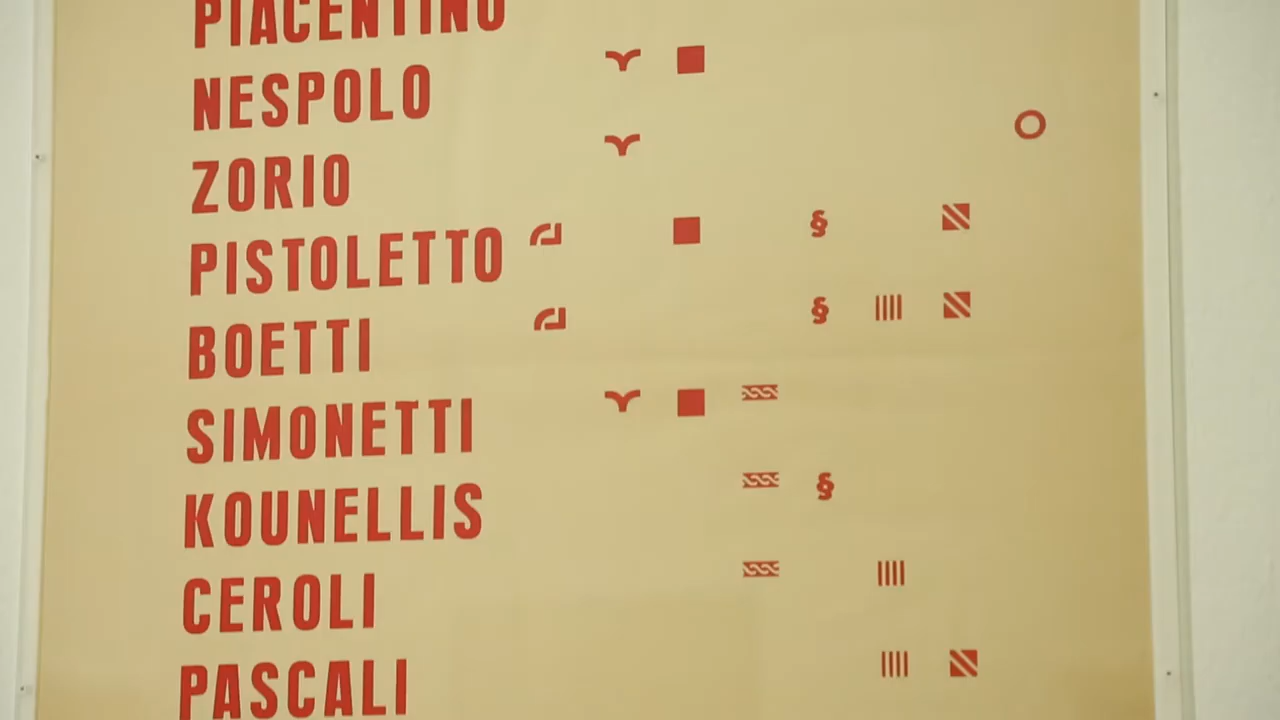 PIACENTINO
NESPOLO
ZORIO
PISTOLETTO §
BOETTI §
SIMONETTI
KOUNELLIS §
CEROLI
PASCALI